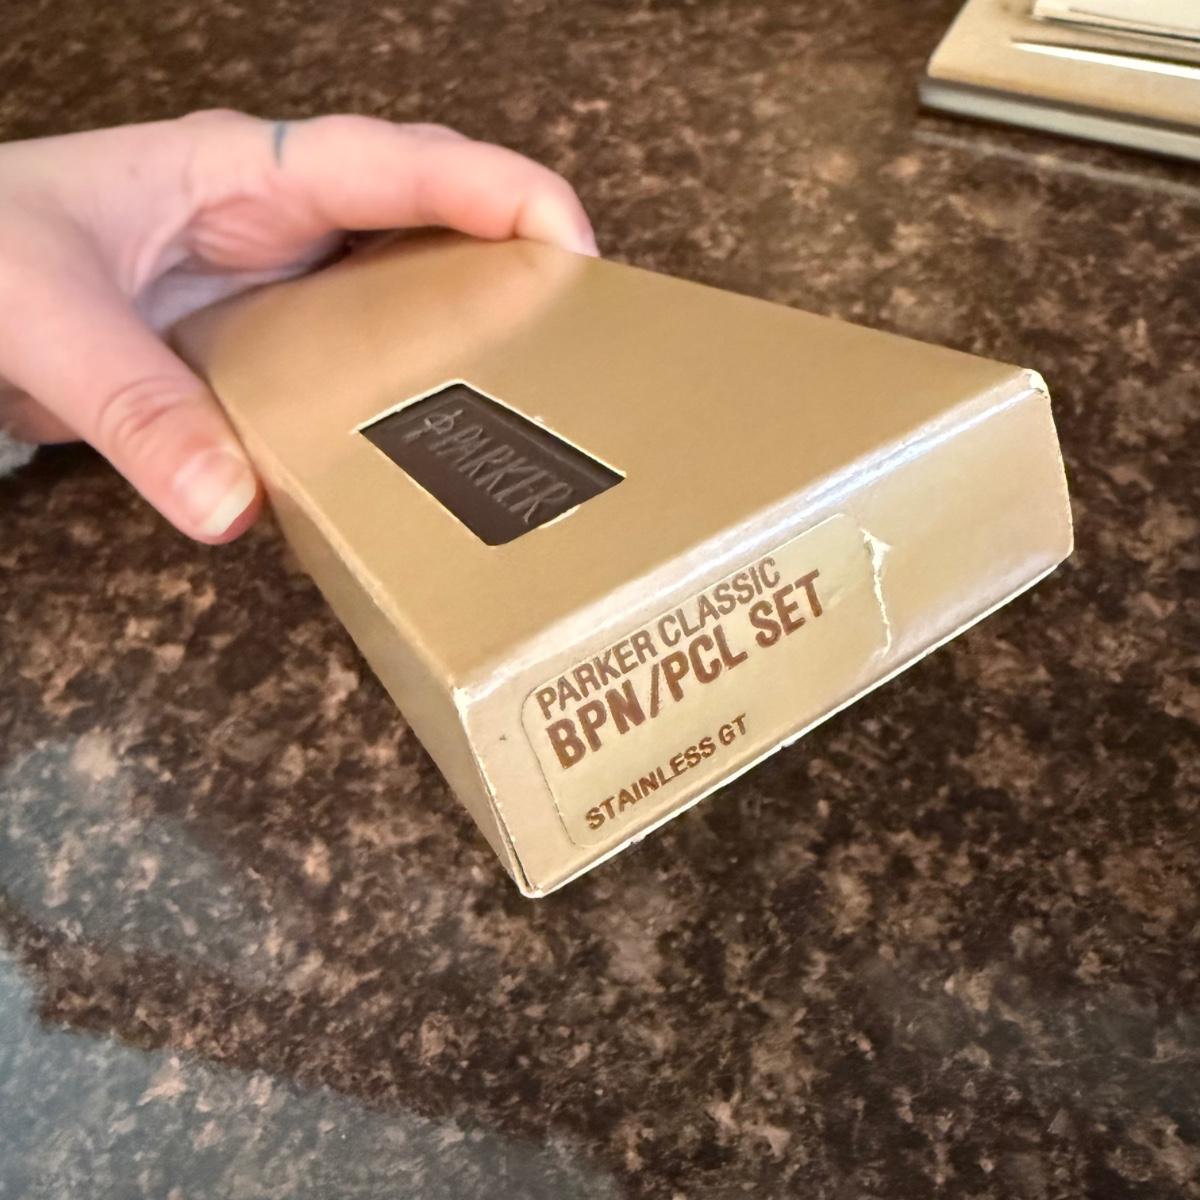 PARKER
PARKER CLASSIC
BPN/PCL SET
STAINLESS GT